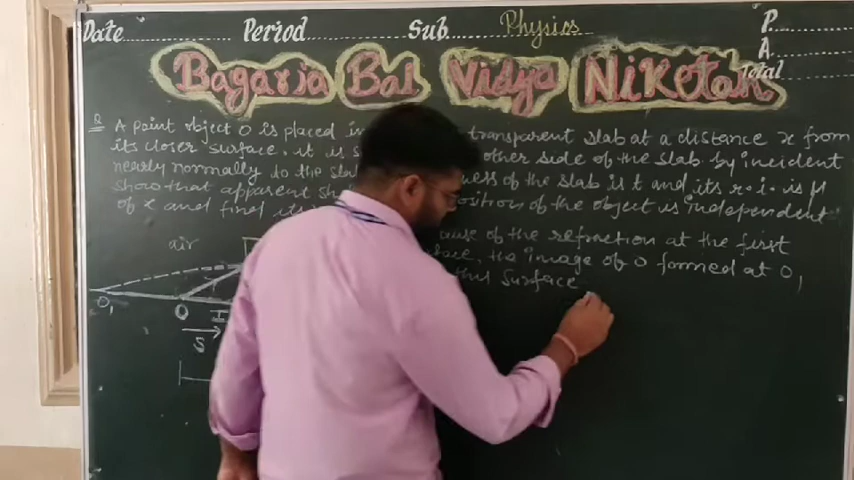 Date Period Sub Physics P
A
Total
Bagaria Bal Vidya Niketan
Q A point object O is placed in transparent slab at a distance x from
its closer surface. It is other side of the slab by incident
nearly normally to the slab ness of the slab is t and its r.i. is μ
show that apparent position of the object is independent
of x and find its
air use of the refraction at the first
face, the image of O formed at O1
that surface
O1 O
I
S